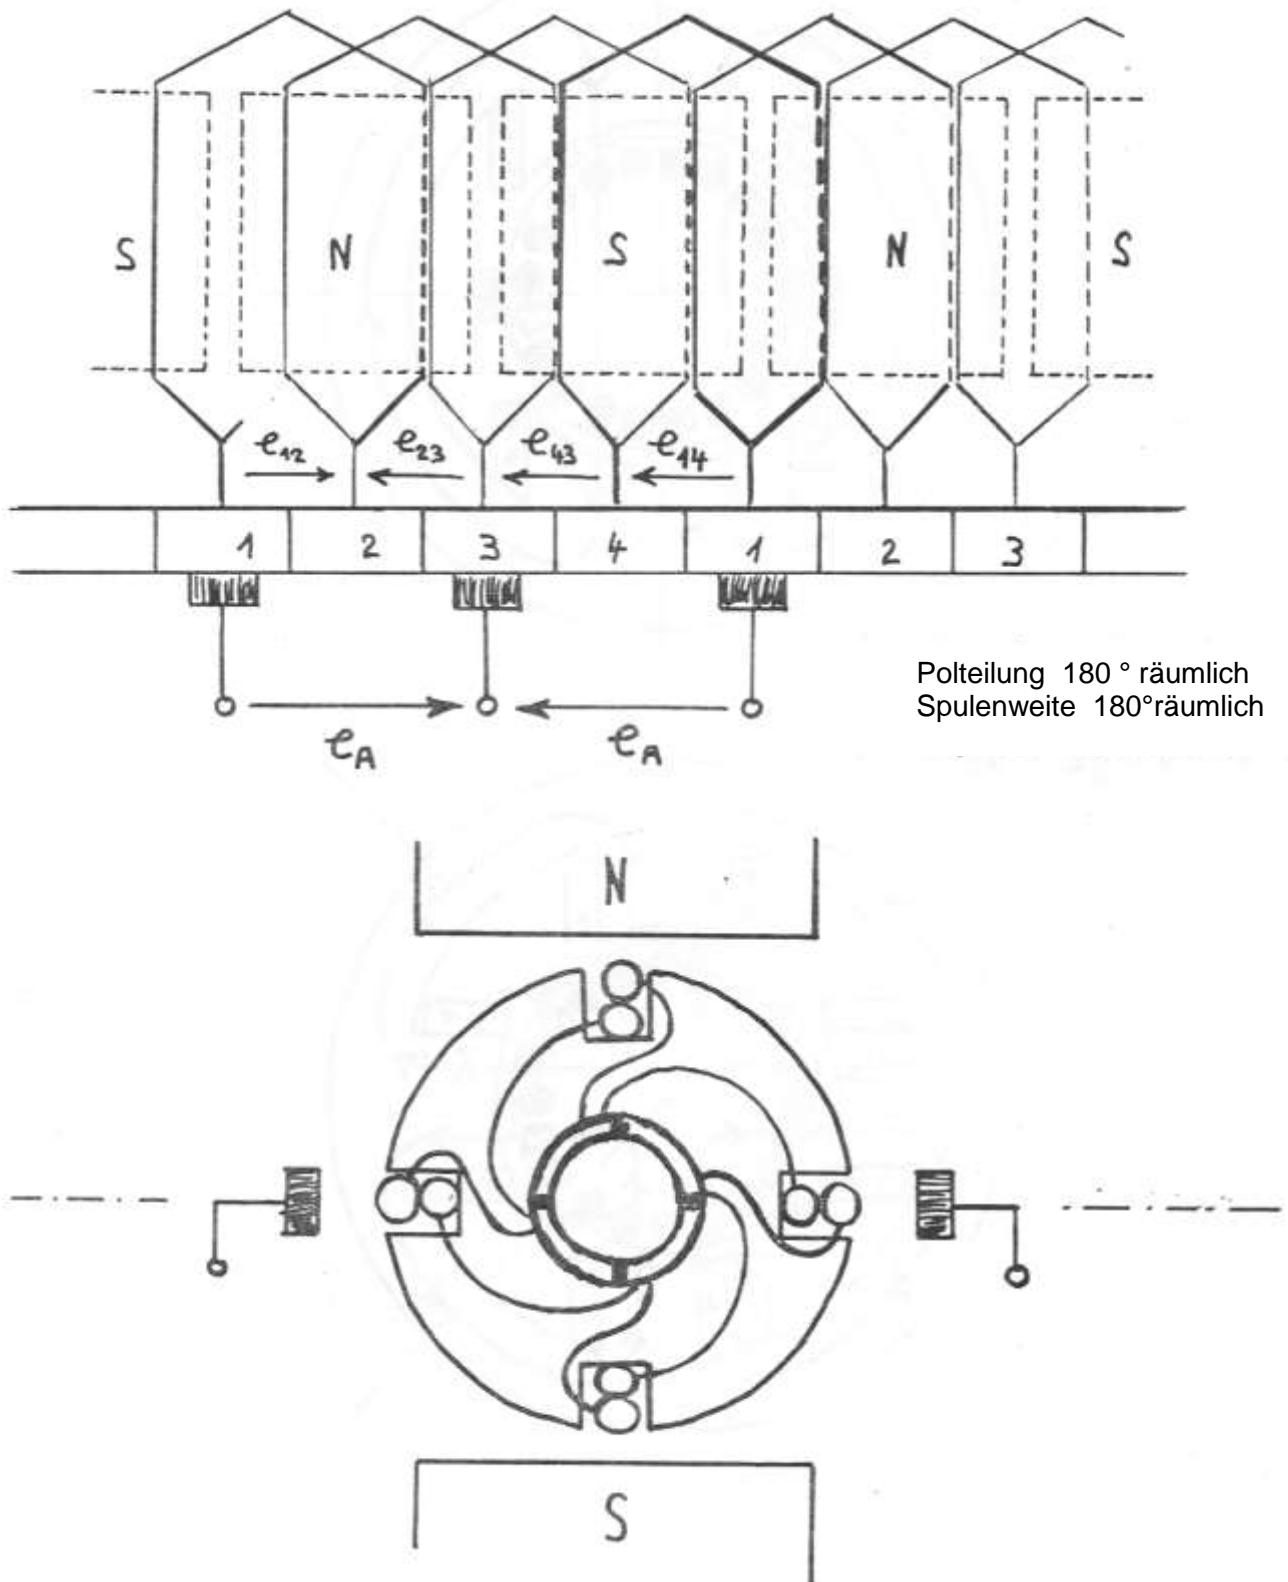 S N S N S
e12 e23 e43 e14
1 2 3 4 1 2 3
eA eA
Polteilung 180 ° räumlich
Spulenweite 180°räumlich
N
S